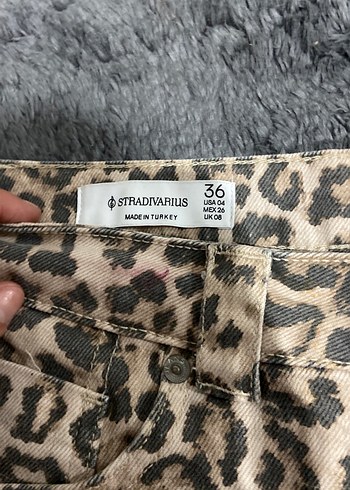 STRADIVARIUS
MADE IN TURKEY
36
USA 04
MEX 26
UK 08